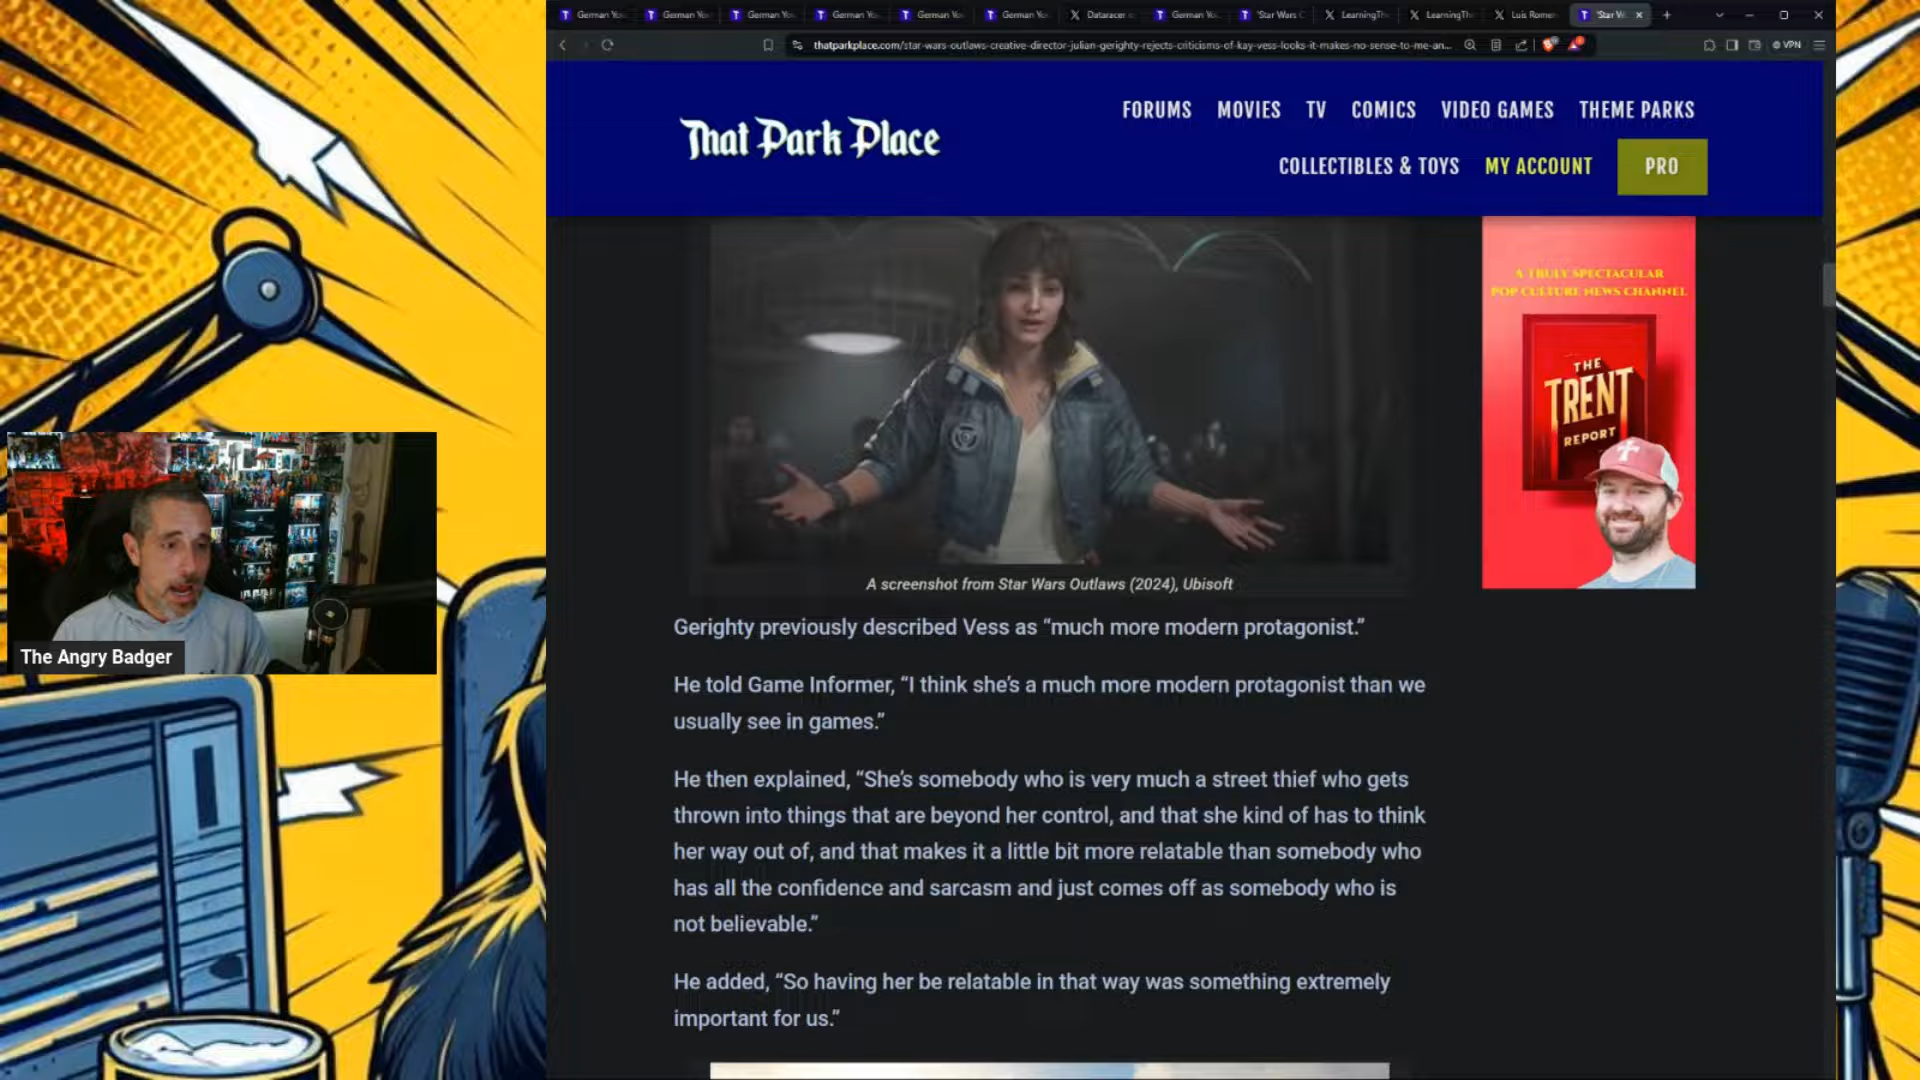 German Yo
German Yo
German Yo
German Yo
German Yo
German Yo
Dataracer
German Yo
'Star Wars C
LearningTh
LearningTh
Luis Romer
'Star W
thatparkplace.com/star-wars-outlaws-creative-director-julian-gerighty-rejects-criticisms-of-kay-vess-looks-it-makes-no-sense-to-me-an...
VPN
That Park Place
FORUMS MOVIES TV COMICS VIDEO GAMES THEME PARKS
COLLECTIBLES & TOYS MY ACCOUNT PRO
A TRULY SPECTACULAR
POP CULTURE NEWS CHANNEL
THE
TRENT
REPORT
A screenshot from Star Wars Outlaws (2024), Ubisoft
Gerighty previously described Vess as “much more modern protagonist.”
He told Game Informer, “I think she’s a much more modern protagonist than we
usually see in games.”
He then explained, “She’s somebody who is very much a street thief who gets
thrown into things that are beyond her control, and that she kind of has to think
her way out of, and that makes it a little bit more relatable than somebody who
has all the confidence and sarcasm and just comes off as somebody who is
not believable.”
He added, “So having her be relatable in that way was something extremely
important for us.”
The Angry Badger